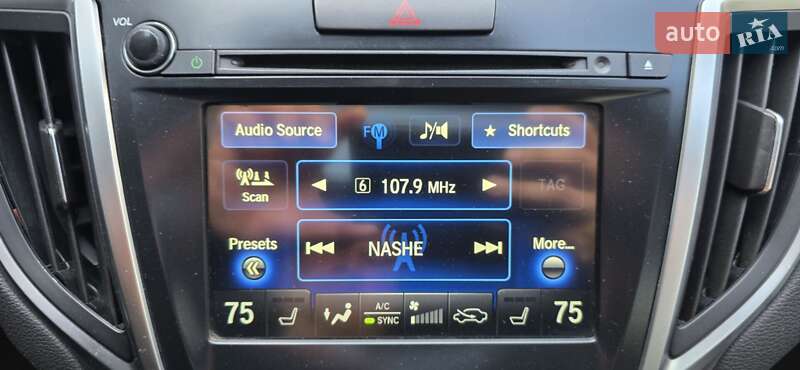 VOL
auto RIA .com
Audio Source
FM
Shortcuts
Scan
6 107.9 MHz
TAG
Presets
NASHE
More...
75
A/C
SYNC
75